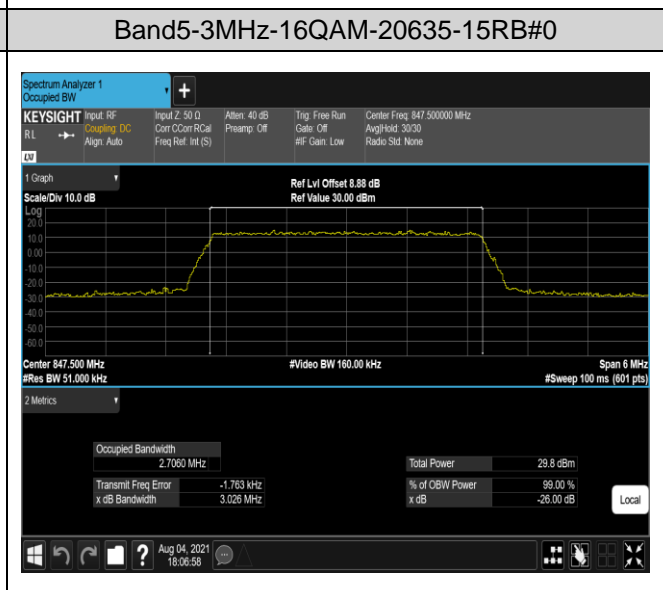 Band5-3MHz-16QAM-20635-15RB#0
Spectrum Analyzer 1
Occupied BW
+
KEYSIGHT Input: RF Input Z: 50 Ω Atten: 40 dB Trig: Free Run Center Freq: 847.500000 MHz
R L Coupling: DC Corr CCorr RCal Preamp: Off Gate: Off Avg|Hold: 30/30
Align: Auto Freq Ref: Int (S) #IF Gain: Low Radio Std: None
LXI
1 Graph
Ref Lvl Offset 8.88 dB
Scale/Div 10.0 dB Ref Value 30.00 dBm
Log
20.0
10.0
0.00
-10.0
-20.0
-30.0
-40.0
-50.0
-60.0
Center 847.500 MHz #Video BW 160.00 kHz Span 6 MHz
#Res BW 51.000 kHz #Sweep 100 ms (601 pts)
2 Metrics
Occupied Bandwidth
2.7060 MHz Total Power 29.8 dBm
Transmit Freq Error -1.763 kHz % of OBW Power 99.00 %
x dB Bandwidth 3.026 MHz x dB -26.00 dB
Local
? Aug 04, 2021
18:06:58